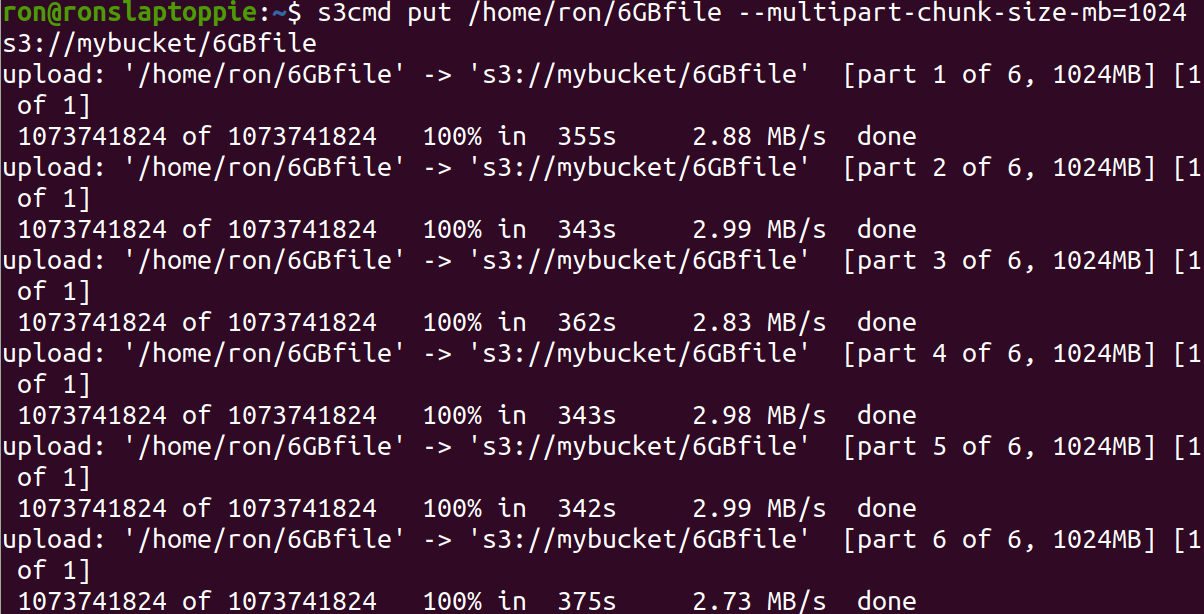 ron@ronslaptoppie:~$ s3cmd put /home/ron/6GBfile --multipart-chunk-size-mb=1024
s3://mybucket/6GBfile
upload: '/home/ron/6GBfile' -> 's3://mybucket/6GBfile'  [part 1 of 6, 1024MB] [1
 of 1]
 1073741824 of 1073741824   100% in  355s     2.88 MB/s  done
upload: '/home/ron/6GBfile' -> 's3://mybucket/6GBfile'  [part 2 of 6, 1024MB] [1
 of 1]
 1073741824 of 1073741824   100% in  343s     2.99 MB/s  done
upload: '/home/ron/6GBfile' -> 's3://mybucket/6GBfile'  [part 3 of 6, 1024MB] [1
 of 1]
 1073741824 of 1073741824   100% in  362s     2.83 MB/s  done
upload: '/home/ron/6GBfile' -> 's3://mybucket/6GBfile'  [part 4 of 6, 1024MB] [1
 of 1]
 1073741824 of 1073741824   100% in  343s     2.98 MB/s  done
upload: '/home/ron/6GBfile' -> 's3://mybucket/6GBfile'  [part 5 of 6, 1024MB] [1
 of 1]
 1073741824 of 1073741824   100% in  342s     2.99 MB/s  done
upload: '/home/ron/6GBfile' -> 's3://mybucket/6GBfile'  [part 6 of 6, 1024MB] [1
 of 1]
 1073741824 of 1073741824   100% in  375s     2.73 MB/s  done